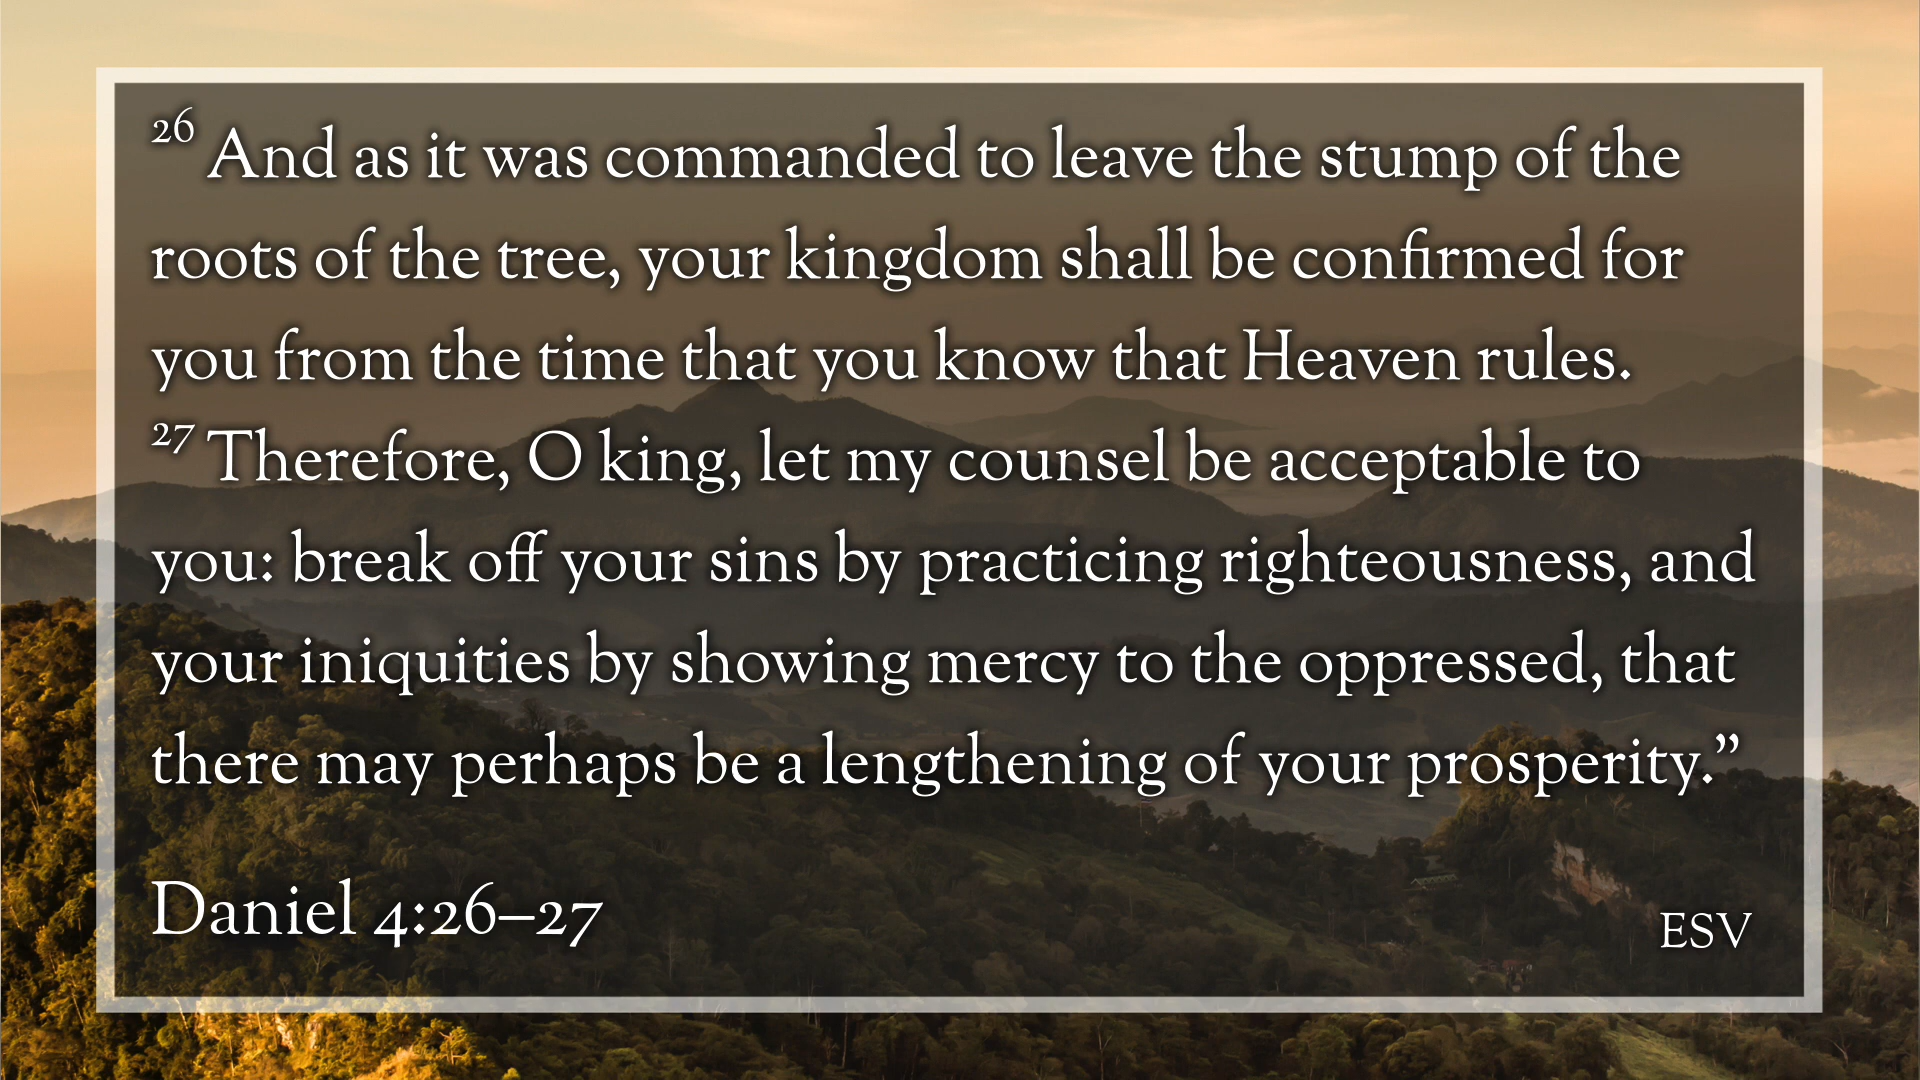 26 And as it was commanded to leave the stump of the
roots of the tree, your kingdom shall be confirmed for
you from the time that you know that Heaven rules.
27 Therefore, O king, let my counsel be acceptable to
you: break off your sins by practicing righteousness, and
your iniquities by showing mercy to the oppressed, that
there may perhaps be a lengthening of your prosperity.”
Daniel 4:26–27
ESV